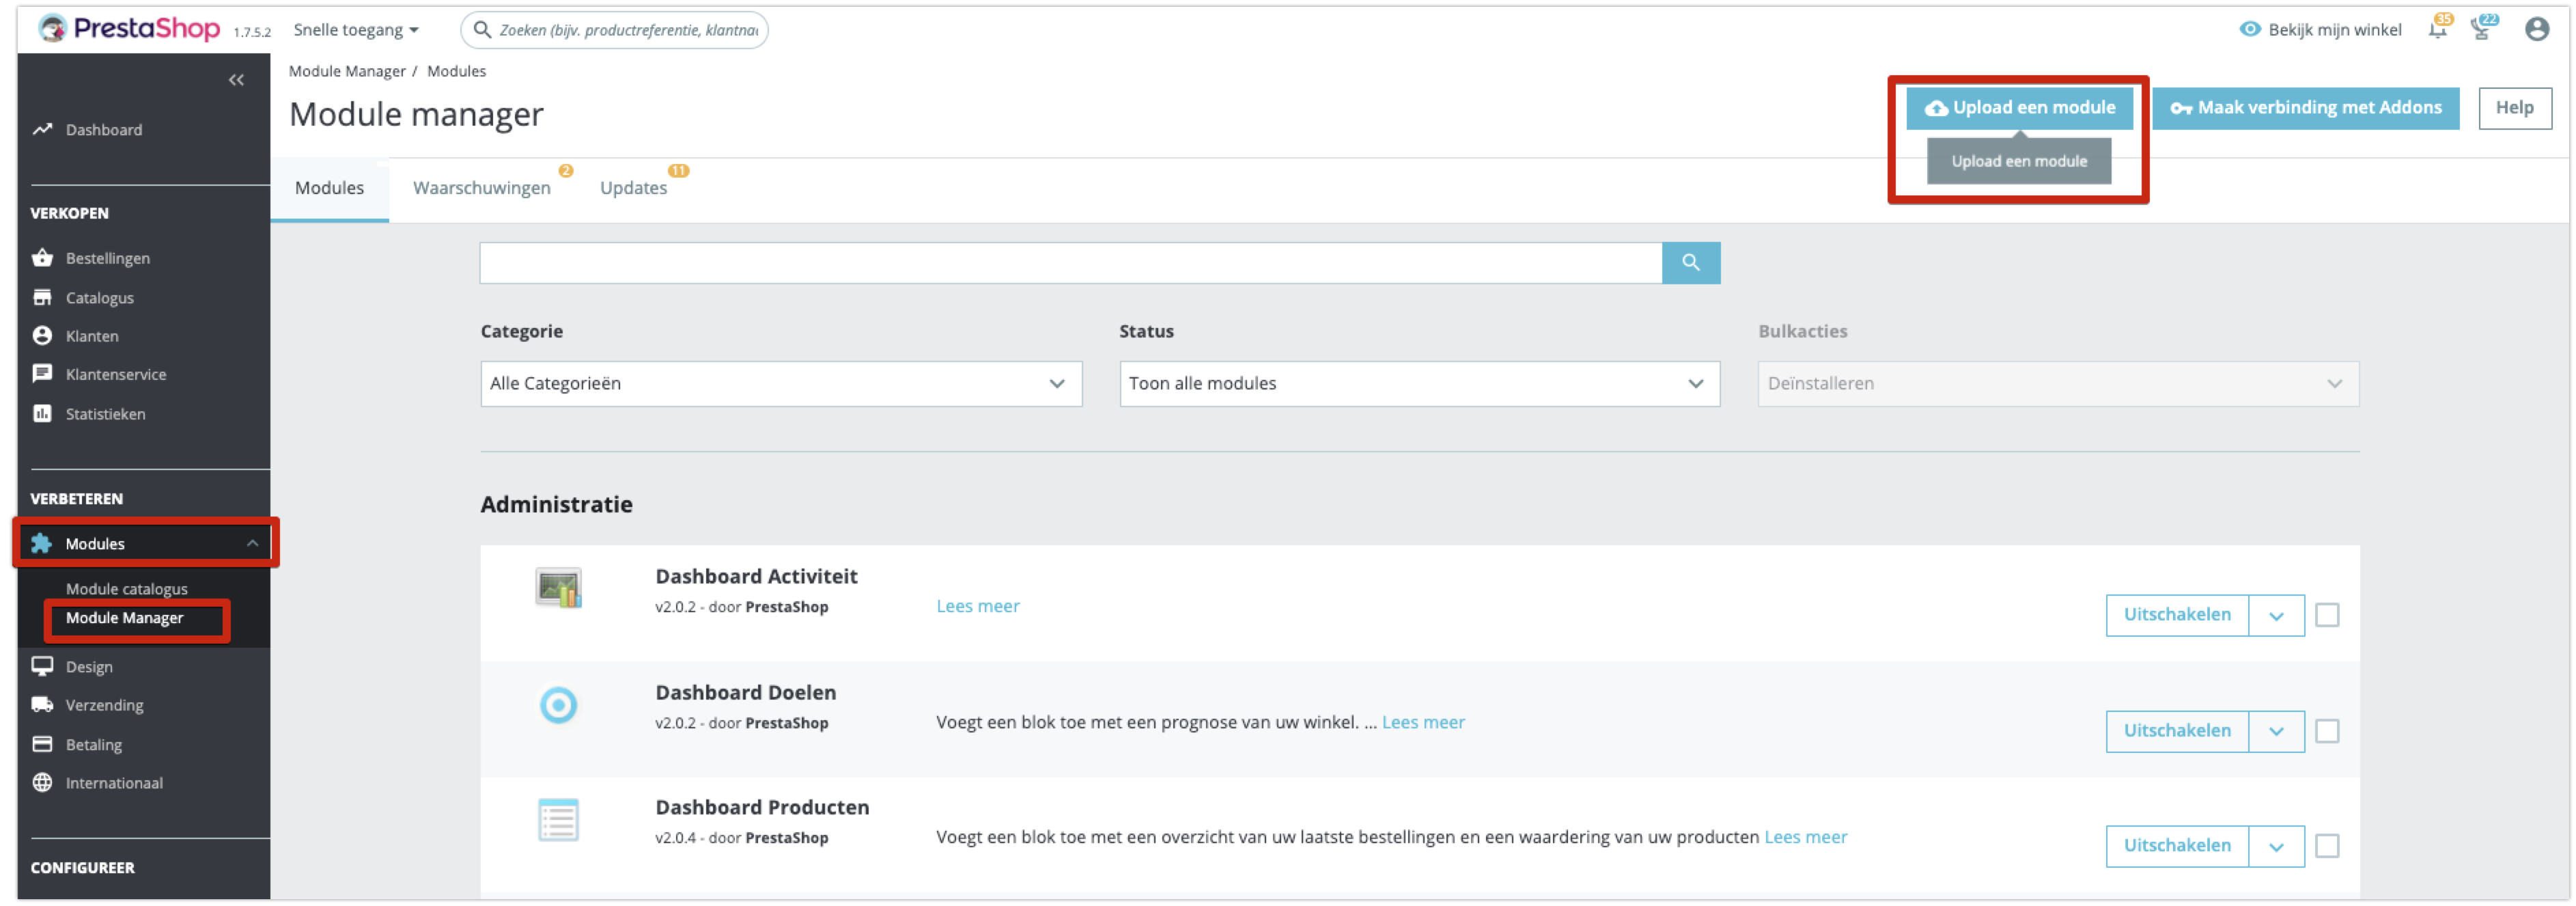 PrestaShop 1.7.5.2 Snelle toegang Zoeken (bijv. productreferentie, klantna Bekijk mijn winkel 35 22
Module Manager / Modules
Module manager
Upload een module Maak verbinding met Addons Help
Upload een module
Modules Waarschuwingen 2 Updates 11
Dashboard
VERKOPEN
Bestellingen
Catalogus
Klanten
Klantenservice
Statistieken
VERBETEREN
Modules
Module catalogus
Module Manager
Design
Verzending
Betaling
Internationaal
CONFIGUREER
Categorie Status Bulkacties
Alle Categorieën Toon alle modules Deïnstalleren
Administratie
Dashboard Activiteit
v2.0.2 - door PrestaShop Lees meer Uitschakelen
Dashboard Doelen
v2.0.2 - door PrestaShop Voegt een blok toe met een prognose van uw winkel. ... Lees meer Uitschakelen
Dashboard Producten
v2.0.4 - door PrestaShop Voegt een blok toe met een overzicht van uw laatste bestellingen en een waardering van uw producten Lees meer Uitschakelen